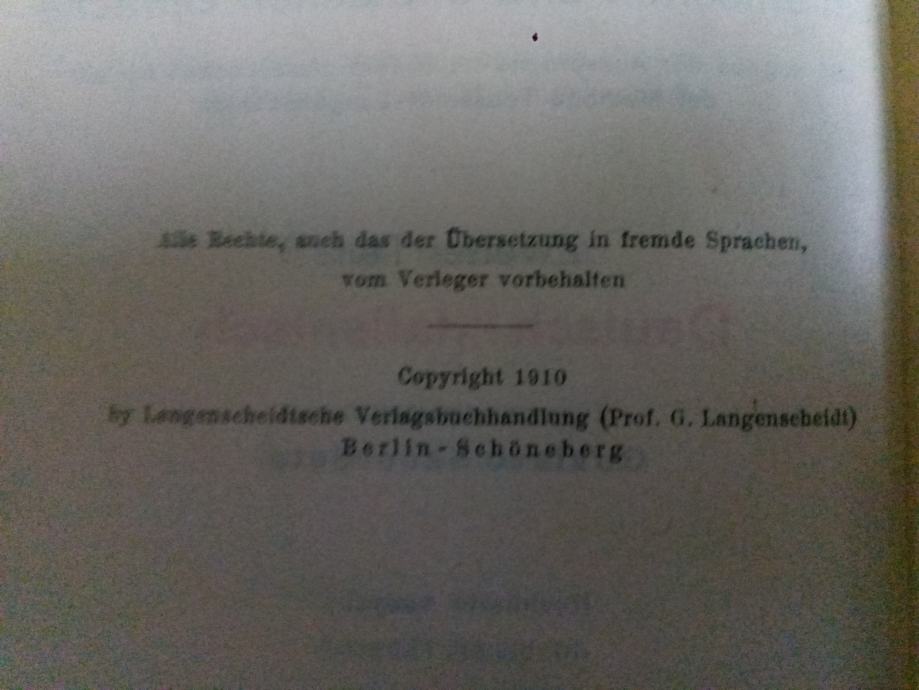 Alle Rechte, auch das der Übersetzung in fremde Sprachen,
vom Verleger vorbehalten
Copyright 1910
by Langenscheidtsche Verlagsbuchhandlung (Prof. G. Langenscheidt)
Berlin-Schöneberg